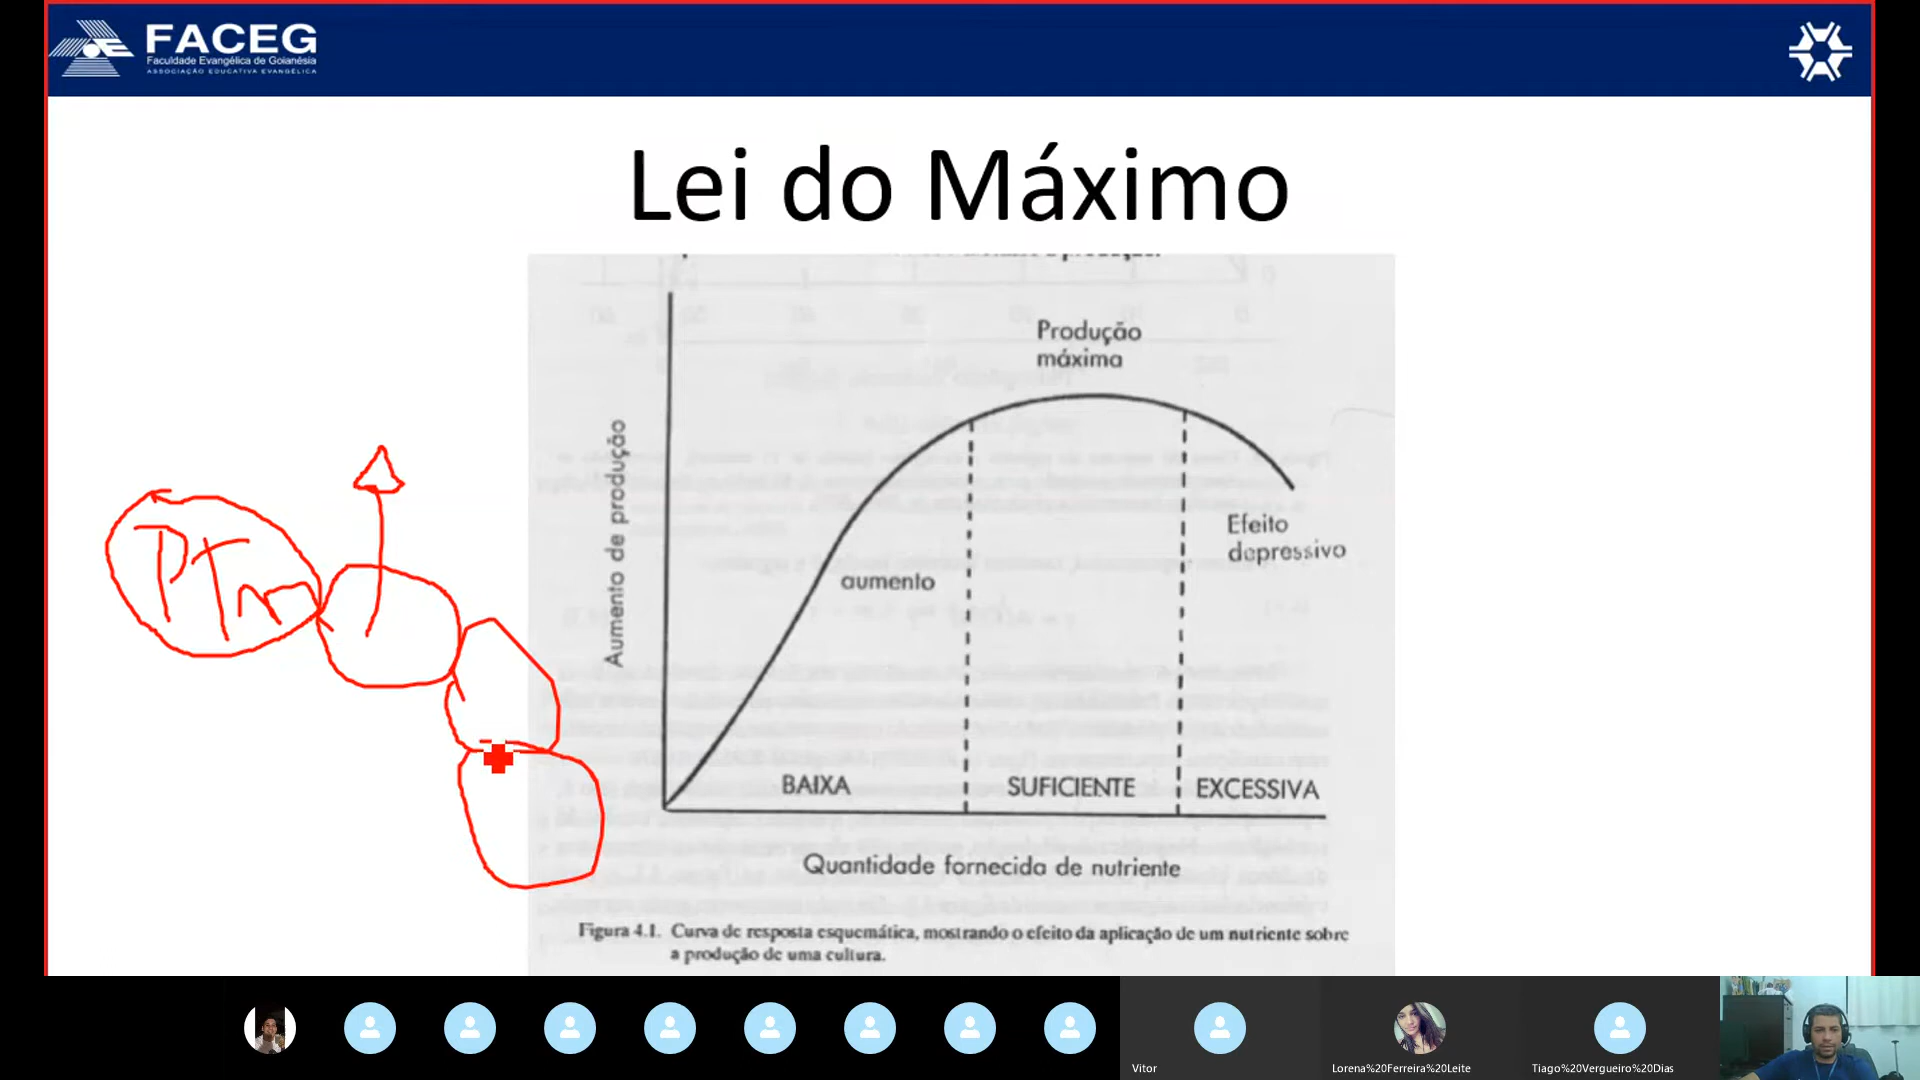 FACEG
Faculdade Evangélica de Goianésia
ASSOCIAÇÃO EDUCATIVA EVANGÉLICA
Lei do Máximo
Produção
máxima
Aumento de produção
aumento
Efeito
depressivo
BAIXA
SUFICIENTE
EXCESSIVA
Quantidade fornecida de nutriente
Figura 4.1. Curva de resposta esquemática, mostrando o efeito da aplicação de um nutriente sobre
a produção de uma cultura.
PTm
Vitor
Lorena%20Ferreira%20Leite
Tiago%20Vergueiro%20Dias